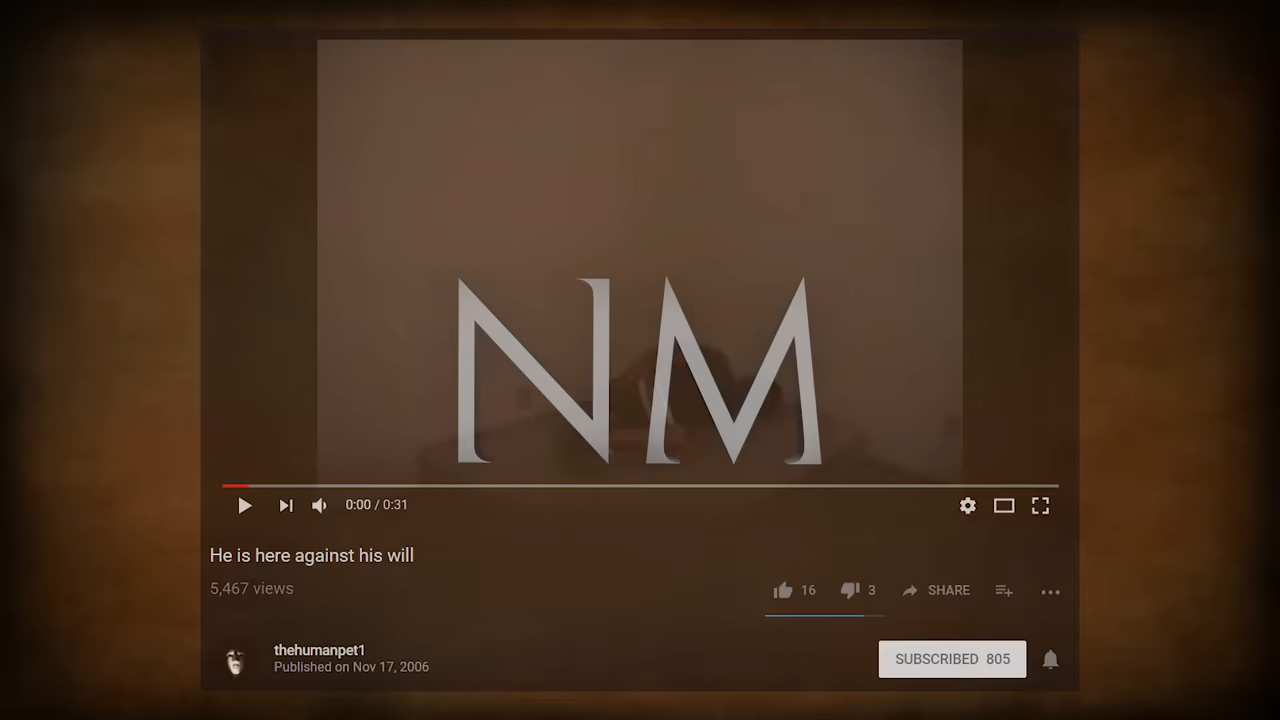 NM
0:00 / 0:31
He is here against his will
5,467 views
16 3 SHARE
thehumanpet1
Published on Nov 17, 2006
SUBSCRIBED 805